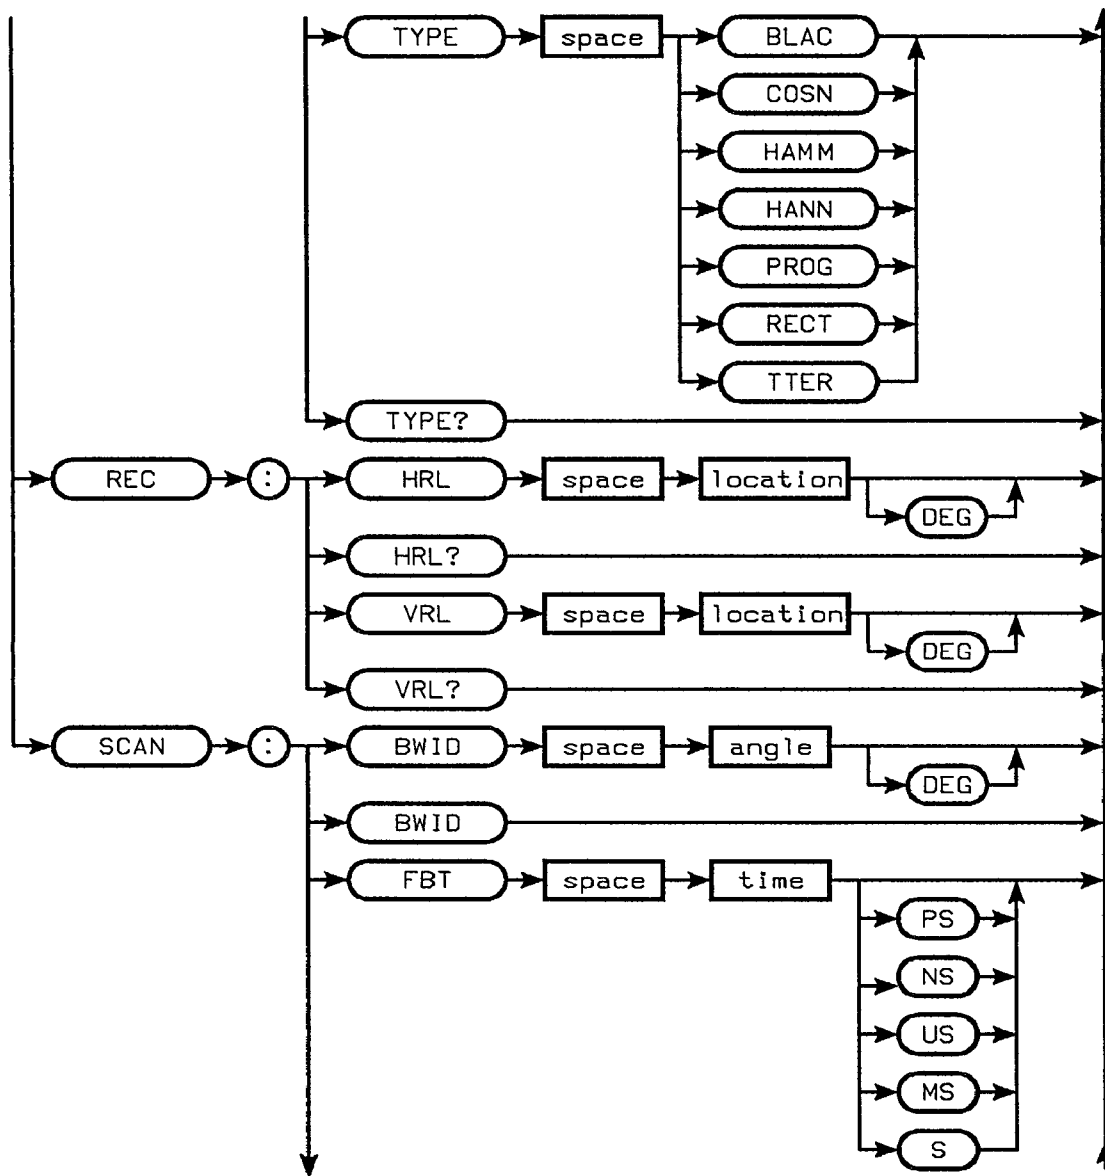 TYPE space BLAC
COSN
HAMM
HANN
PROG
RECT
TTER
TYPE?
REC : HRL space location
DEG
HRL?
VRL space location
DEG
VRL?
SCAN : BWID space angle
DEG
BWID
FBT space time
PS
NS
US
MS
S